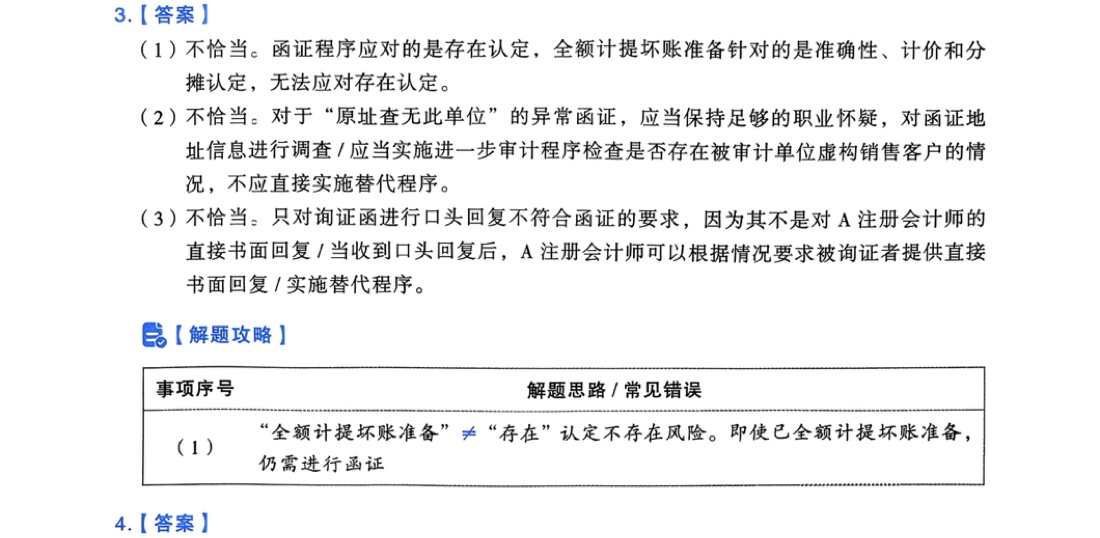 3.【答案】
（1）不恰当。函证程序应对的是存在认定，全额计提坏账准备针对的是准确性、计价和分
摊认定，无法应对存在认定。
（2）不恰当。对于“原址查无此单位”的异常函证，应当保持足够的职业怀疑，对函证地
址信息进行调查/应当实施进一步审计程序检查是否存在被审计单位虚构销售客户的情
况，不应直接实施替代程序。
（3）不恰当。只对询证函进行口头回复不符合函证的要求，因为其不是对 A 注册会计师的
直接书面回复/当收到口头回复后，A 注册会计师可以根据情况要求被询证者提供直接
书面回复/实施替代程序。
【解题攻略】
事项序号 解题思路/常见错误
（1） “全额计提坏账准备”≠“存在”认定不存在风险。即使已全额计提坏账准备，
仍需进行函证
4.【答案】